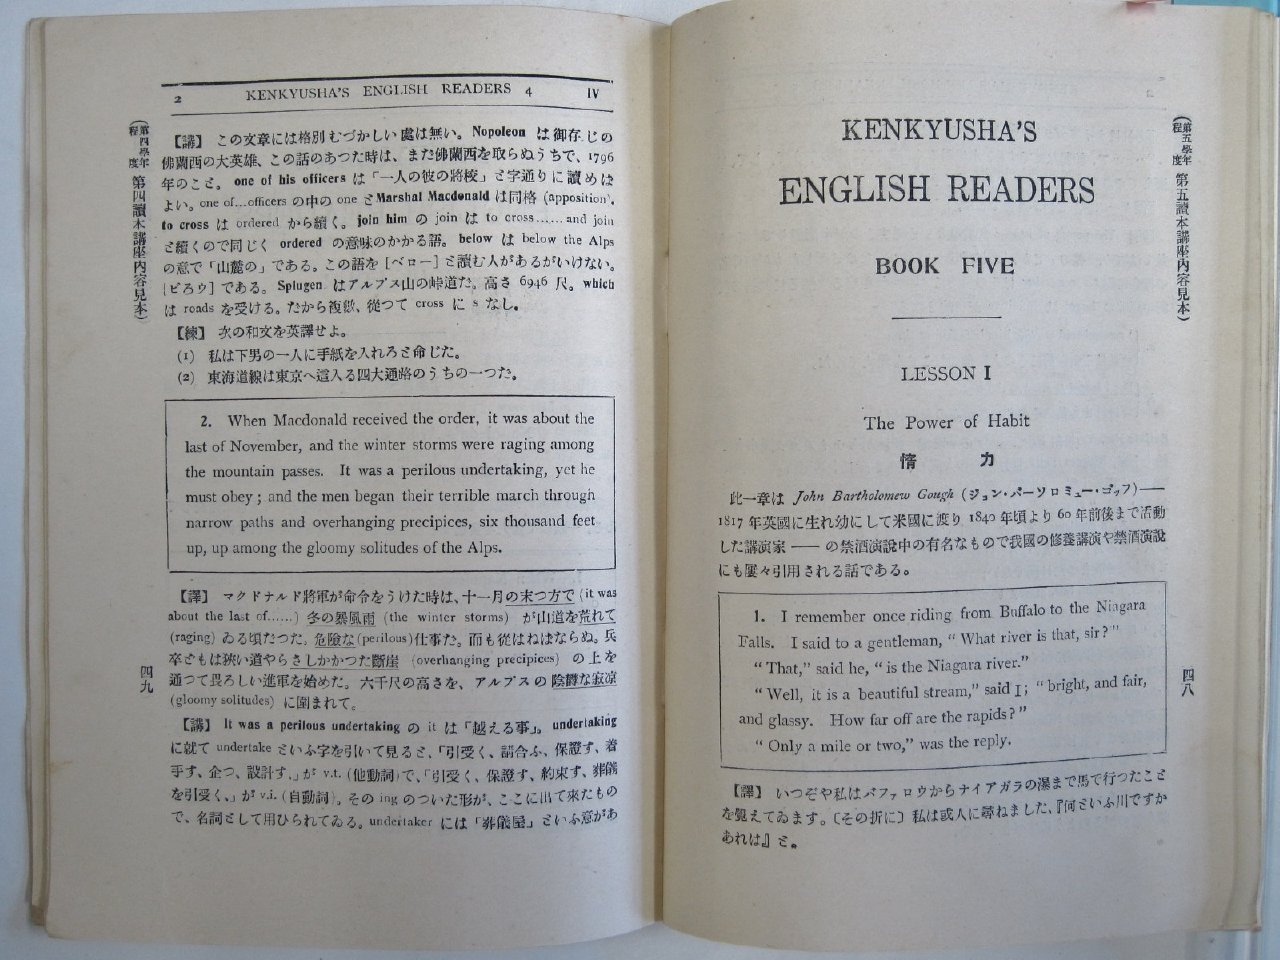 2 KENKYUSHA'S ENGLISH READERS 4 IV
(第四學年程度) 第四讀本講座內容見本)
【講】 この文章には格別むづかしい處は無い。Nopoleon は御存じの
佛蘭西の大英雄、この話のあつた時は、まだ佛蘭西を取らぬうちで、1796
年のこと。one of his officers は「一人の彼の將校」と字通りに讀めば
よい。one of...officers の中の one と Marshal Macdonald は同格 (apposition)。
to cross は ordered から續く。join him の join は to cross......and join
と續くので同じく ordered の意味のかかる語。below は below the Alps
の意で「山麓の」である。この語を [ベロー] と讀む人があるがいけない。
[ビろウ] である。Splugen はアルプス山の峠道だ。高さ 6946 尺。which
は roads を受ける。だから複數、從つて cross に s なし。
【練】 次の和文を英譯せよ。
(1) 私は下男の一人に手紙を入れろと命じた。
(2) 東海道線は東京へ這入る四大通路のうちの一つだ。
2. When Macdonald received the order, it was about the
last of November, and the winter storms were raging among
the mountain passes. It was a perilous undertaking, yet he
must obey; and the men began their terrible march through
narrow paths and overhanging precipices, six thousand feet
up, up among the gloomy solitudes of the Alps.
【譯】 マクドナルド將軍が命令をうけた時は、十一月の末つ方で (it was
about the last of......) 冬の暴風雨 (the winter storms) が山道を荒れて
(raging) ゐる頃だつた。危險な (perilous) 仕事だ。而も從はねばならぬ。兵
卒どもは狹い道やらさしかかつた斷崖 (overhanging precipices) の上を
通つて畏ろしい進軍を始めた。六千尺の高さを、アルプスの陰鬱な寂凉
(gloomy solitudes) に圍まれて。
【講】 It was a perilous undertaking の it は「越える事」。undertaking
に就て undertake といふ字を引いて見ると、「引受く、請合ふ、保證す、着
手す、企つ、設計す、」が v.t. (他動詞) で、「引受く、保證す、約束す、葬儀
を引受く、」が v.i. (自動詞)。その ing のついた形が、ここに出て來たもの
で、名詞として用ひられてゐる。undertaker には「葬儀屋」といふ意があ
四九
KENKYUSHA'S
ENGLISH READERS
BOOK FIVE
LESSON I
The Power of Habit
惰 力
此一章は John Bartholomew Gough (ジョン・バーソロミュー・ゴッフ)——
1817 年英國に生れ幼にして米國に渡り 1840 年頃より 60 年前後まで活動
した講演家 —— の禁酒演說中の有名なもので我國の修養講演や禁酒演說
にも屢々引用される話である。
1. I remember once riding from Buffalo to the Niagara
Falls. I said to a gentleman, "What river is that, sir?"
"That," said he, "is the Niagara river."
"Well, it is a beautiful stream," said I; "bright, and fair,
and glassy. How far off are the rapids?"
"Only a mile or two," was the reply.
【譯】 いつぞや私はバファロウからナイアガラの瀑まで馬で行つたこと
を覺えてゐます。〔その折に〕私は或人に尋ねました、『何といふ川ですか
あれは』と。
(第五學年程度) 第五讀本講座內容見本)
四八